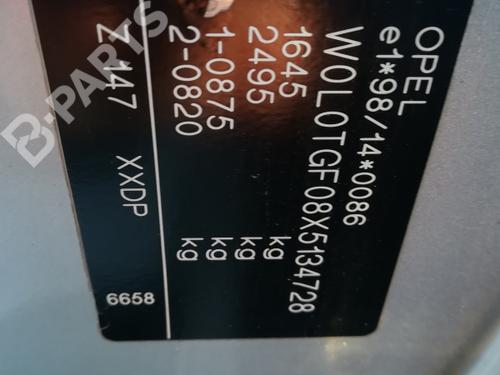 OPEL
e1*98/14*0086
W0L0TGF08X5134728
1645 kg
2495 kg
1-0875 kg
2-0820 kg
Z 147 XXDP
6658
B-PARTS